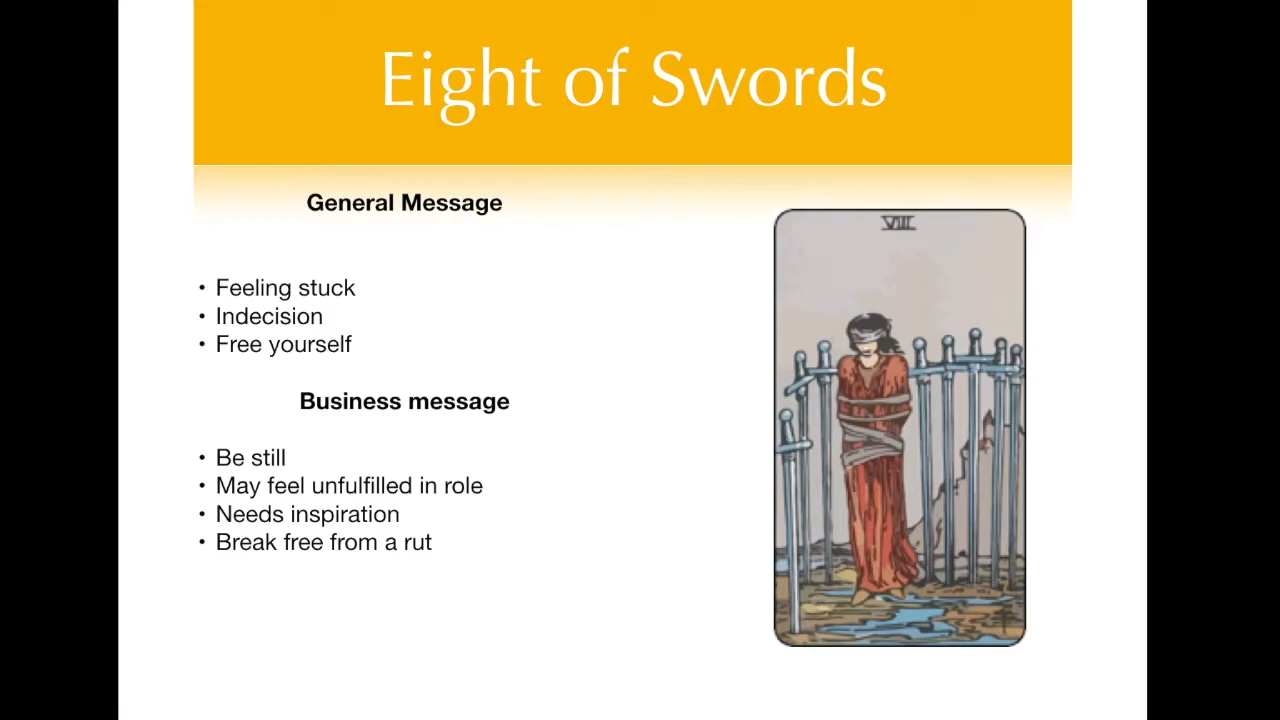 Eight of Swords
General Message
• Feeling stuck
• Indecision
• Free yourself
Business message
• Be still
• May feel unfulfilled in role
• Needs inspiration
• Break free from a rut
VIII